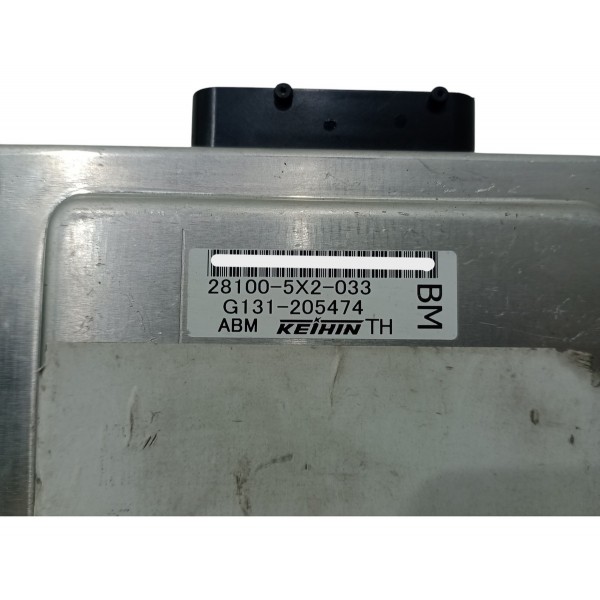 28100-5X2-033
G131-205474
ABM KEIHIN TH
BM